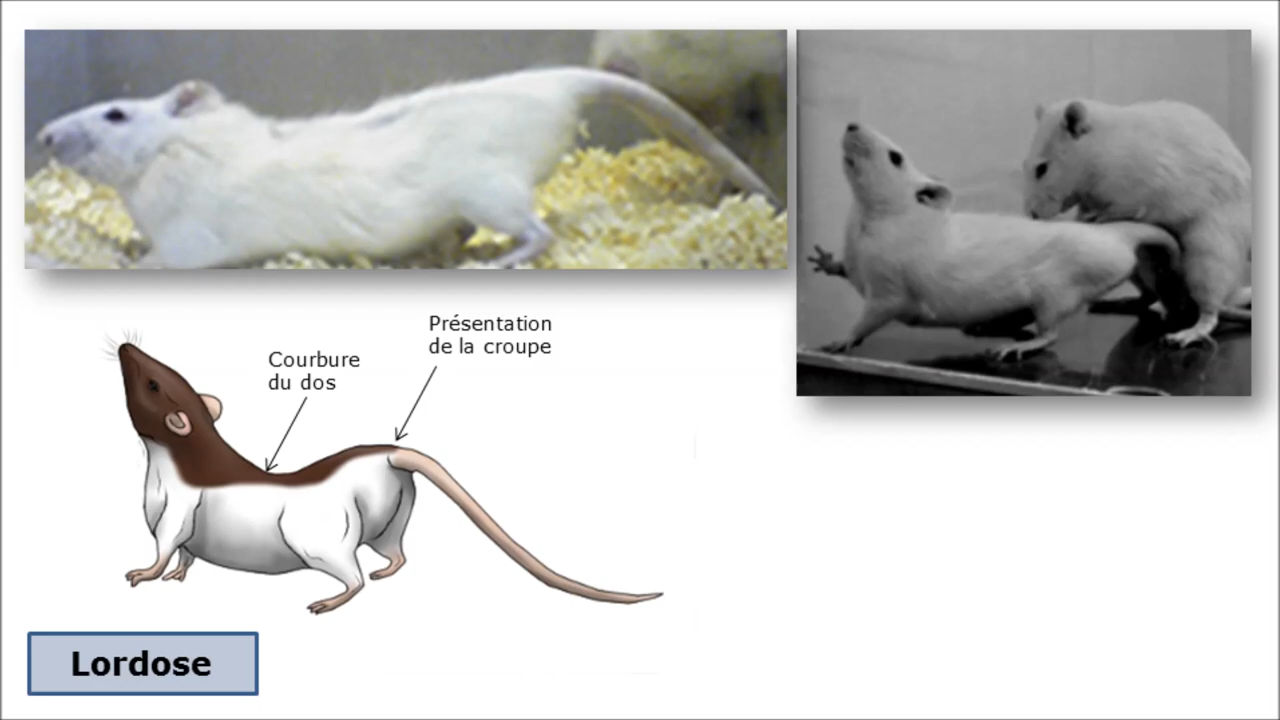 Présentation
de la croupe
Courbure
du dos
Lordose